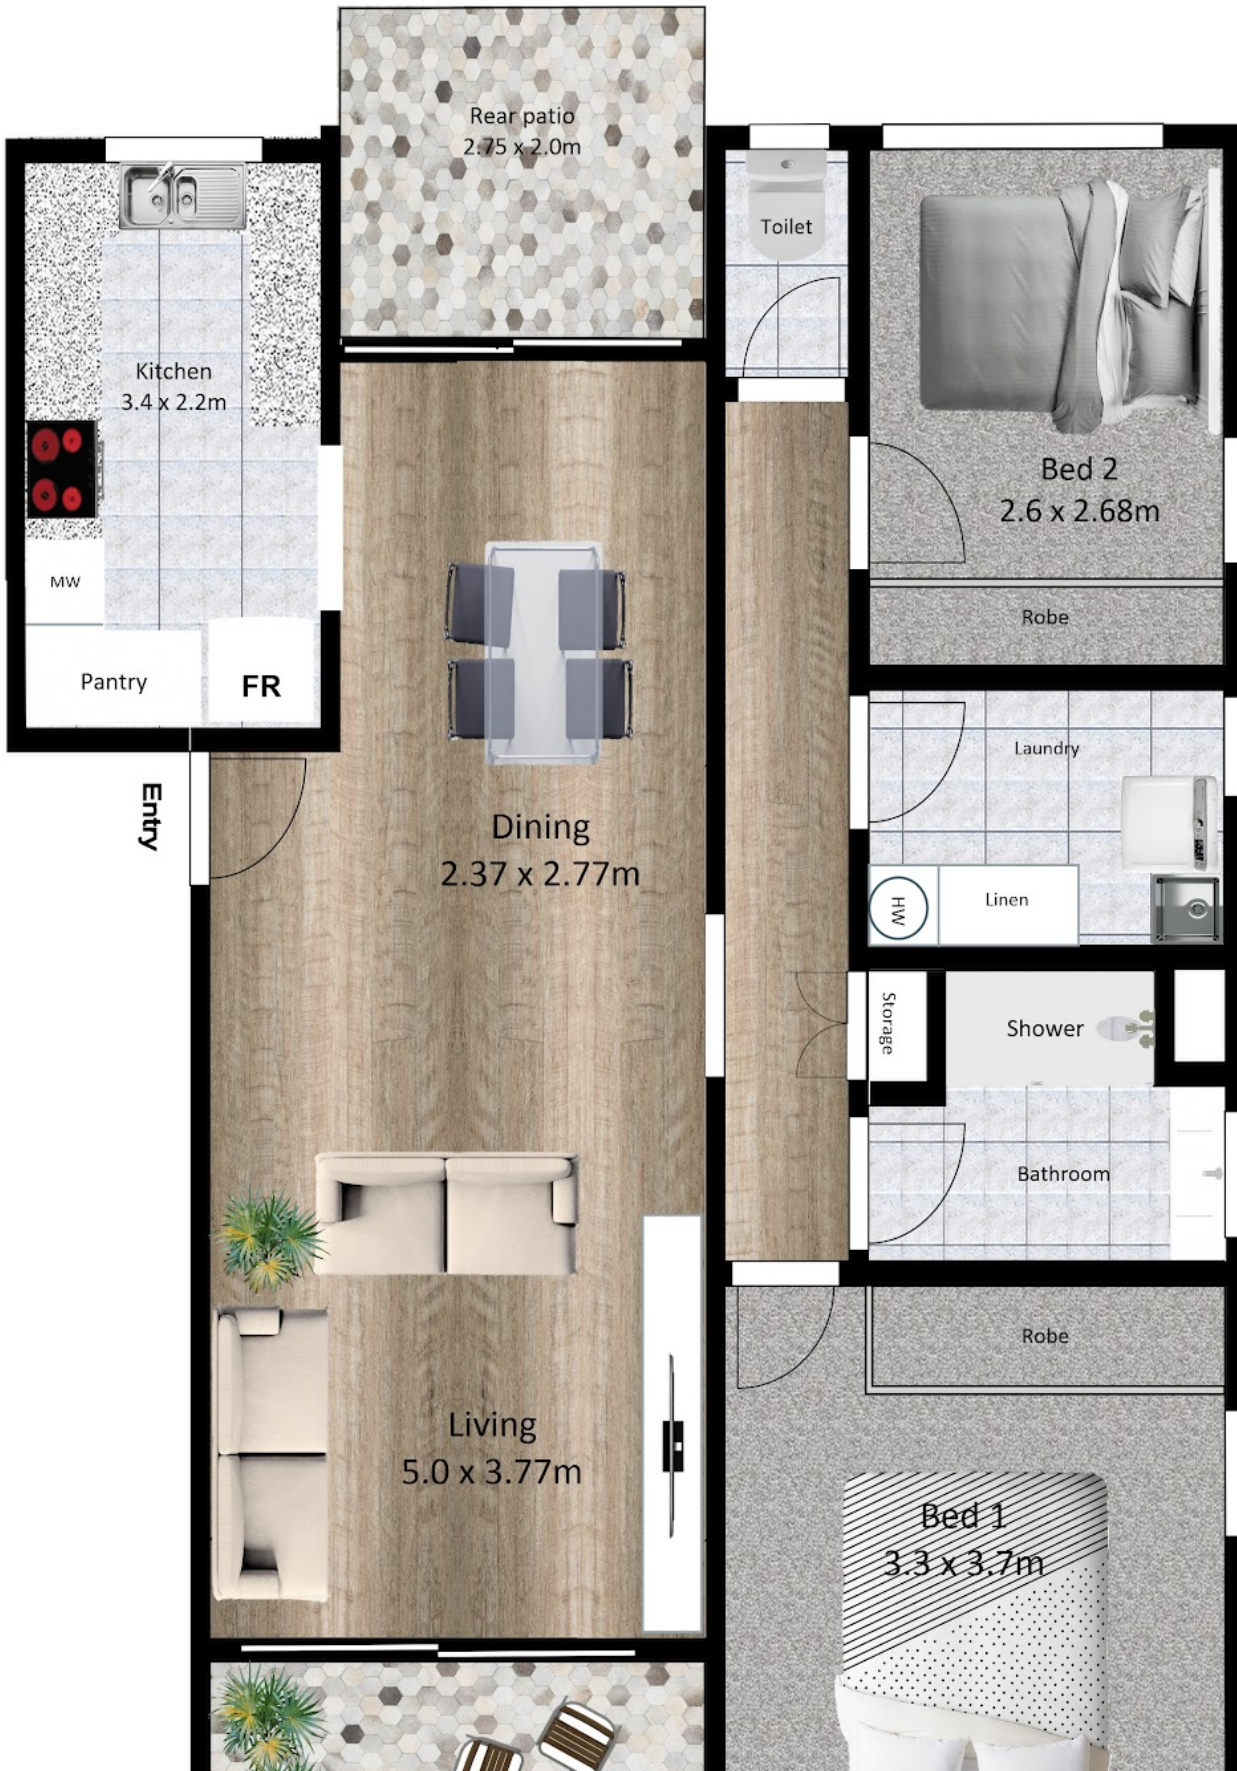 Rear patio
2.75 x 2.0m
Toilet
Kitchen
3.4 x 2.2m
Bed 2
2.6 x 2.68m
MW
Robe
Pantry
FR
Laundry
Entry
Dining
2.37 x 2.77m
HW
Linen
Storage
Shower
Bathroom
Robe
Living
5.0 x 3.77m
Bed 1
3.3 x 3.7m